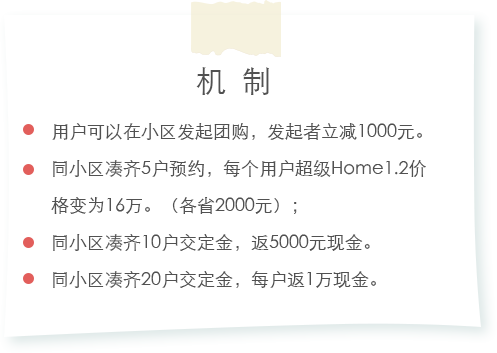 机 制
用户可以在小区发起团购，发起者立减1000元。
同小区凑齐5户预约，每个用户超级Home1.2价
格变为16万。（各省2000元）；
同小区凑齐10户交定金，返5000元现金。
同小区凑齐20户交定金，每户返1万现金。